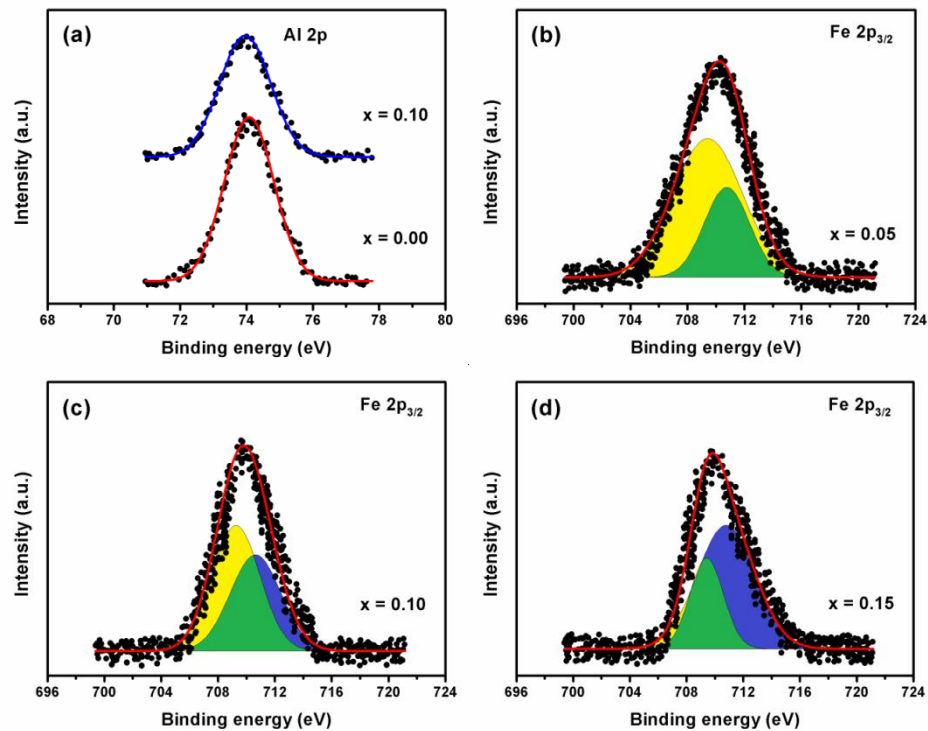 (a)
Al 2p
x = 0.10
x = 0.00
Intensity (a.u.)
68 70 72 74 76 78 80
Binding energy (eV)
(b)
Fe 2p3/2
x = 0.05
Intensity (a.u.)
696 700 704 708 712 716 720 724
Binding energy (eV)
(c)
Fe 2p3/2
x = 0.10
Intensity (a.u.)
696 700 704 708 712 716 720 724
Binding energy (eV)
(d)
Fe 2p3/2
x = 0.15
Intensity (a.u.)
696 700 704 708 712 716 720 724
Binding energy (eV)